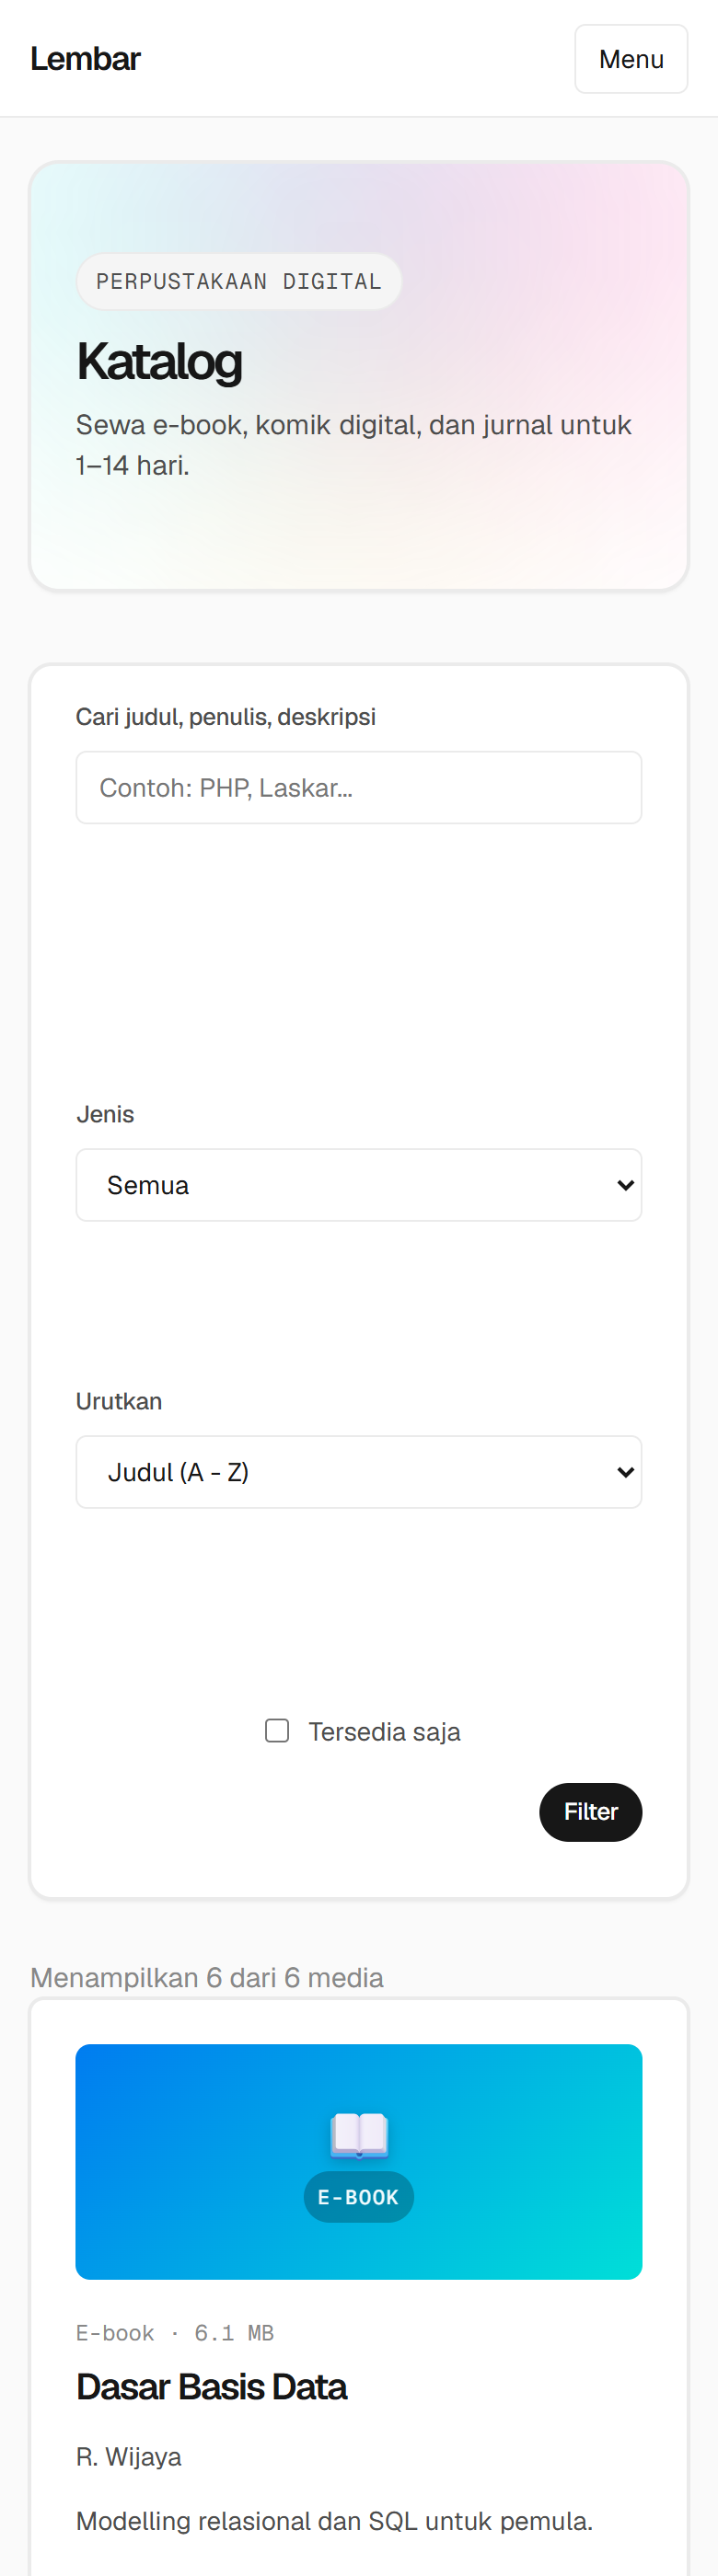 Lembar
Menu
PERPUSTAKAAN DIGITAL
Katalog
Sewa e-book, komik digital, dan jurnal untuk
1–14 hari.
Cari judul, penulis, deskripsi
Contoh: PHP, Laskar...
Jenis
Semua
Urutkan
Judul (A - Z)
Tersedia saja
Filter
Menampilkan 6 dari 6 media
E-BOOK
E-book · 6.1 MB
Dasar Basis Data
R. Wijaya
Modelling relasional dan SQL untuk pemula.